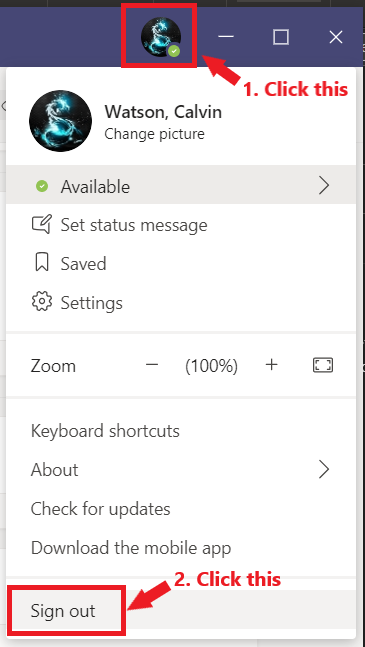 1. Click this
Watson, Calvin
Change picture
Available
Set status message
Saved
Settings
Zoom — (100%) +
Keyboard shortcuts
About
Check for updates
Download the mobile app
2. Click this
Sign out